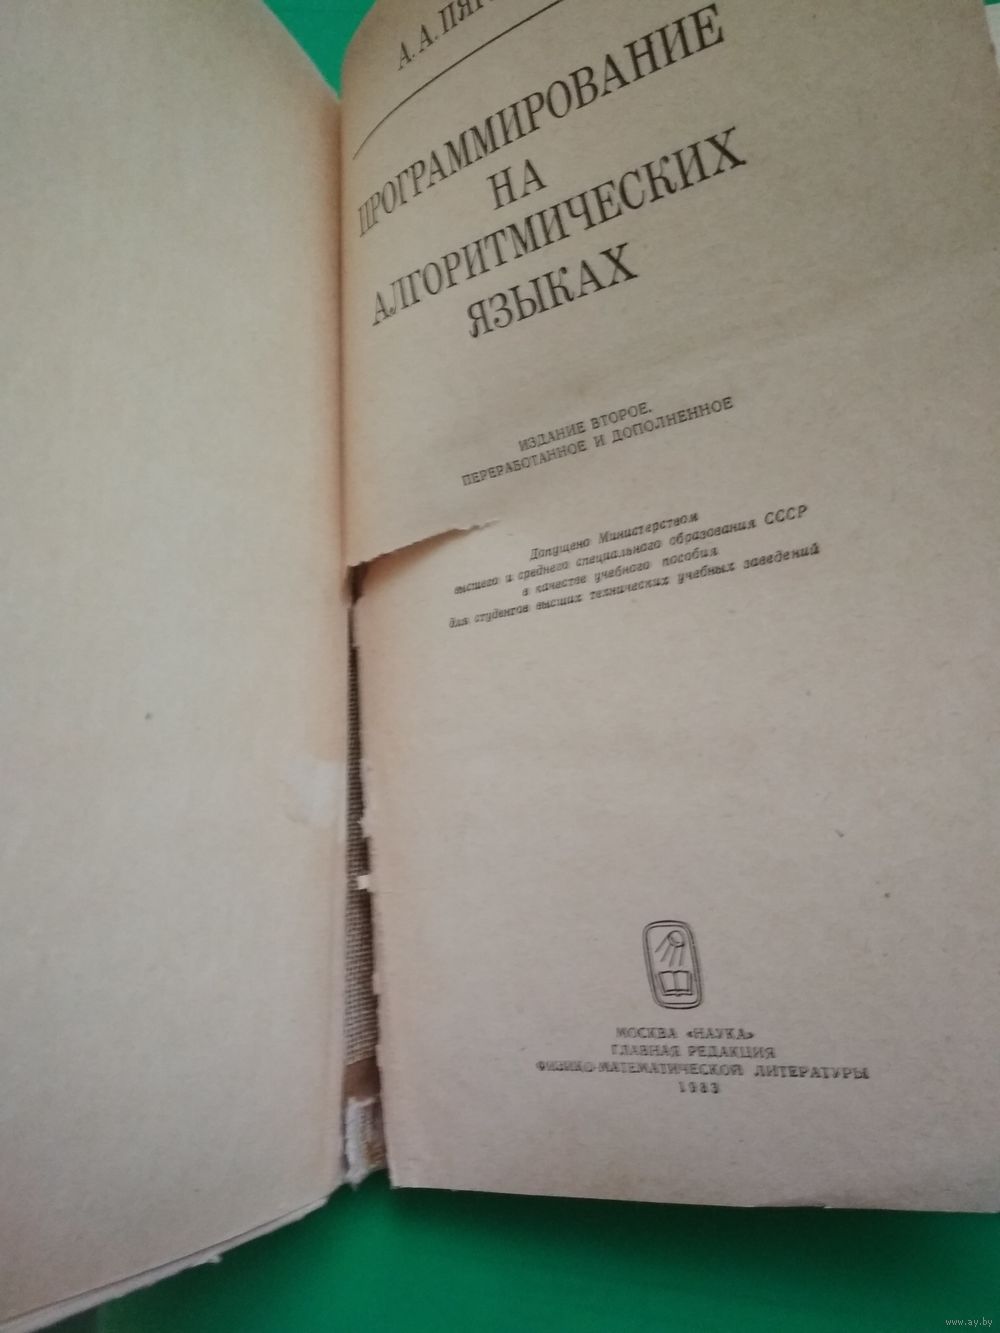 А. А.
ПРОГРАММИРОВАНИЕ
НА
АЛГОРИТМИЧЕСКИХ
ЯЗЫКАХ
ИЗДАНИЕ ВТОРОЕ,
ПЕРЕРАБОТАННОЕ И ДОПОЛНЕННОЕ
Допущено Министерством
высшего и среднего специального образования СССР
в качестве учебного пособия
для студентов высших технических учебных заведений
МОСКВА «НАУКА»
ГЛАВНАЯ РЕДАКЦИЯ
ФИЗИКО-МАТЕМАТИЧЕСКОЙ ЛИТЕРАТУРЫ
1983
www.ay.by